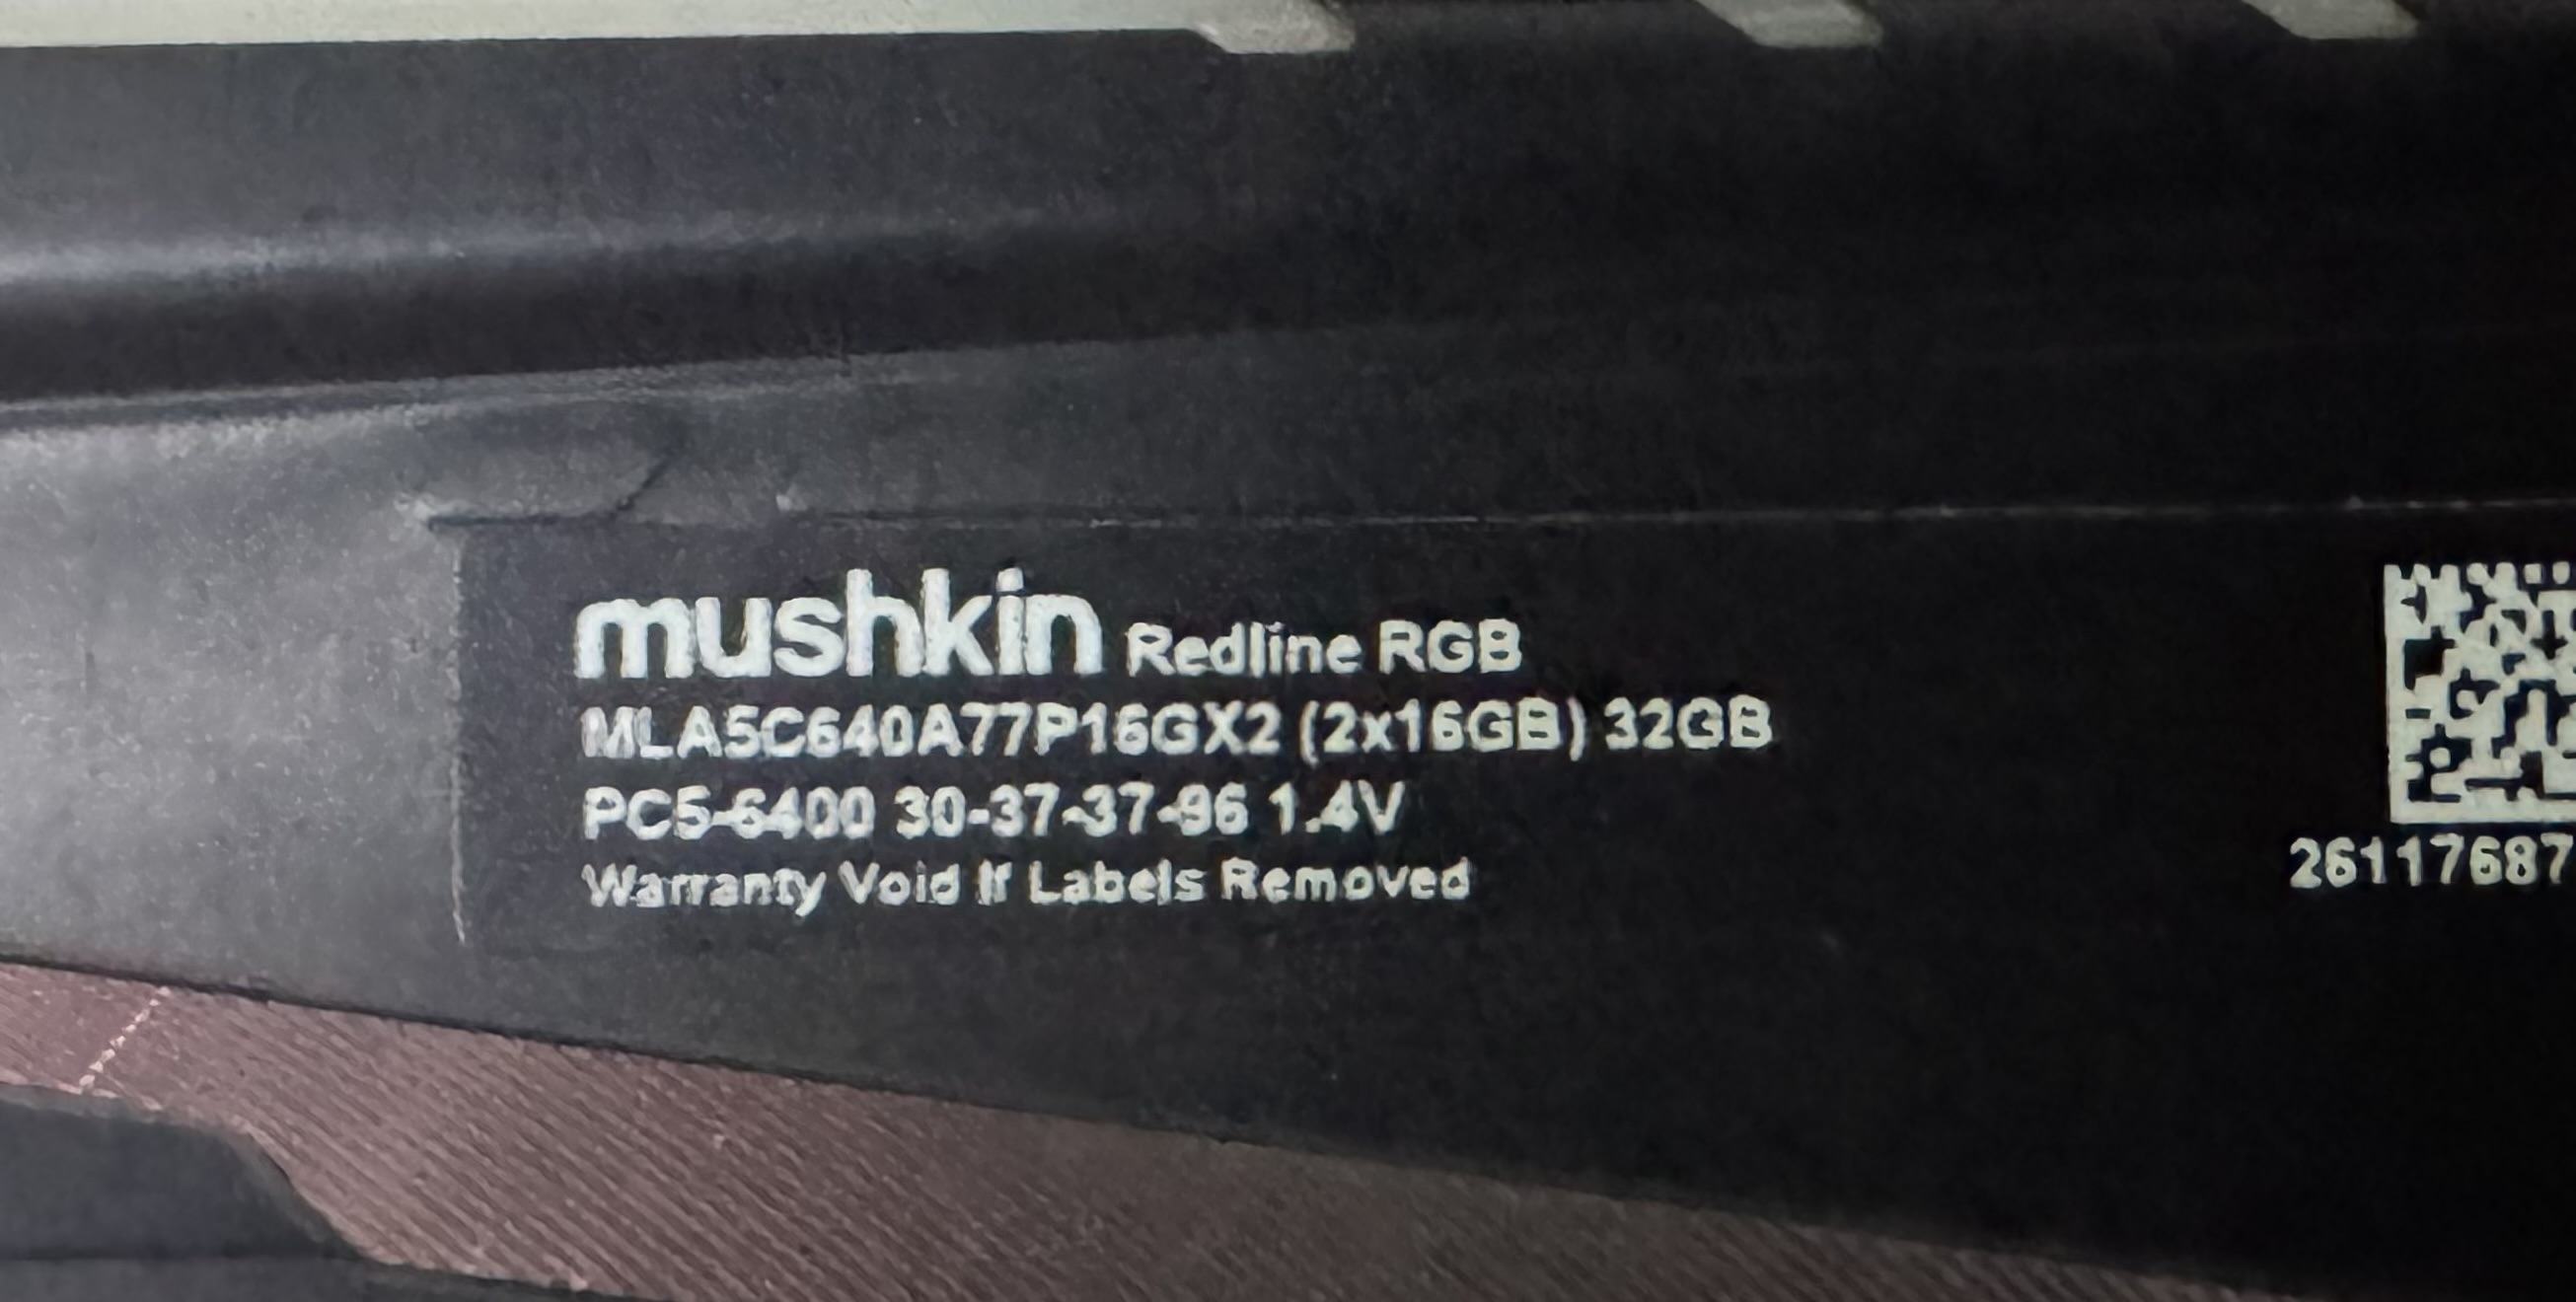 mushkin Redline RGB
MLA5C640A77P16GX2 (2x16GB) 32GB
PC5-6400 30-37-37-96 1.4V
Warranty Void If Labels Removed
26117687